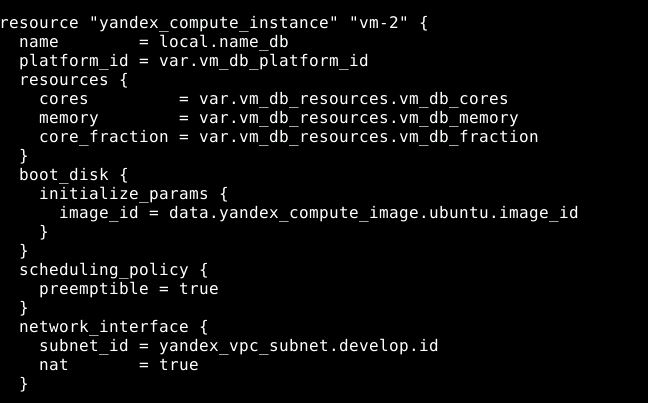 resource "yandex_compute_instance" "vm-2" {
  name        = local.name_db
  platform_id = var.vm_db_platform_id
  resources {
    cores         = var.vm_db_resources.vm_db_cores
    memory        = var.vm_db_resources.vm_db_memory
    core_fraction = var.vm_db_resources.vm_db_fraction
  }
  boot_disk {
    initialize_params {
      image_id = data.yandex_compute_image.ubuntu.image_id
    }
  }
  scheduling_policy {
    preemptible = true
  }
  network_interface {
    subnet_id = yandex_vpc_subnet.develop.id
    nat       = true
  }